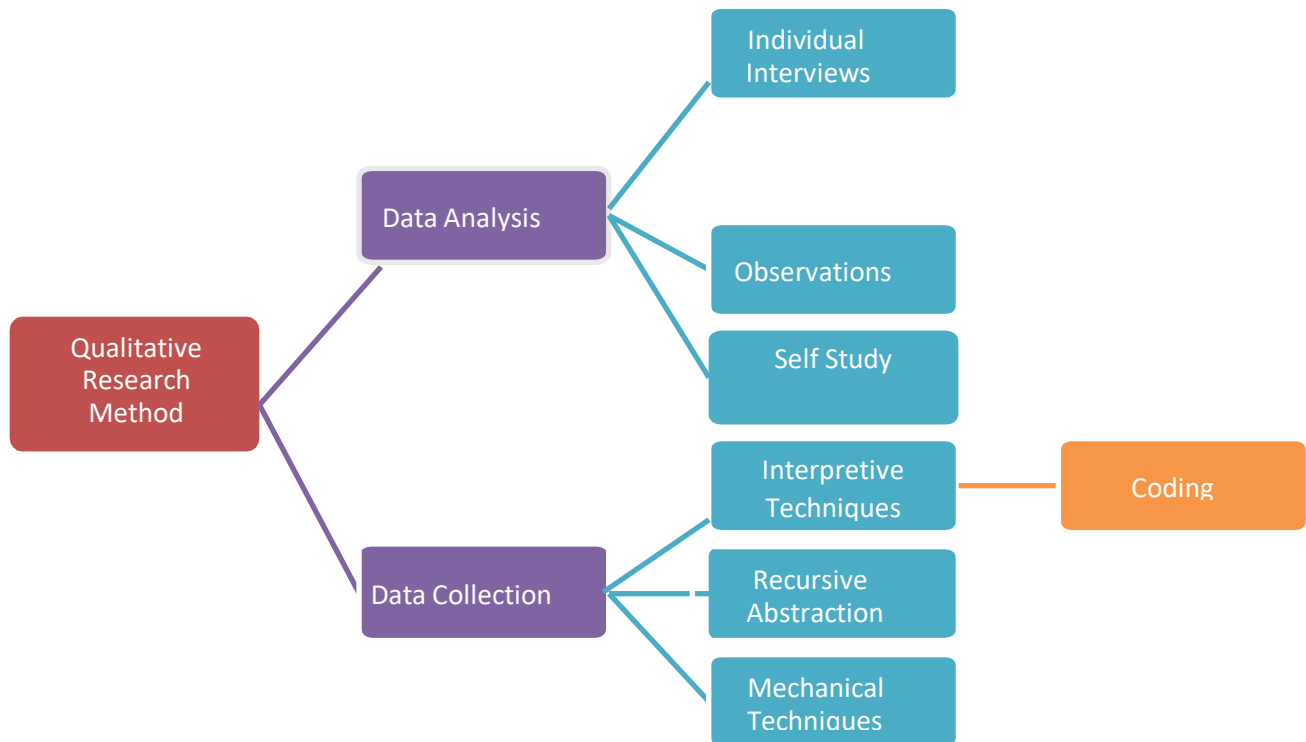 Individual
Interviews
Data Analysis
Observations
Qualitative
Research
Method
Self Study
Interpretive
Techniques
Coding
Data Collection
Recursive
Abstraction
Mechanical
Techniques